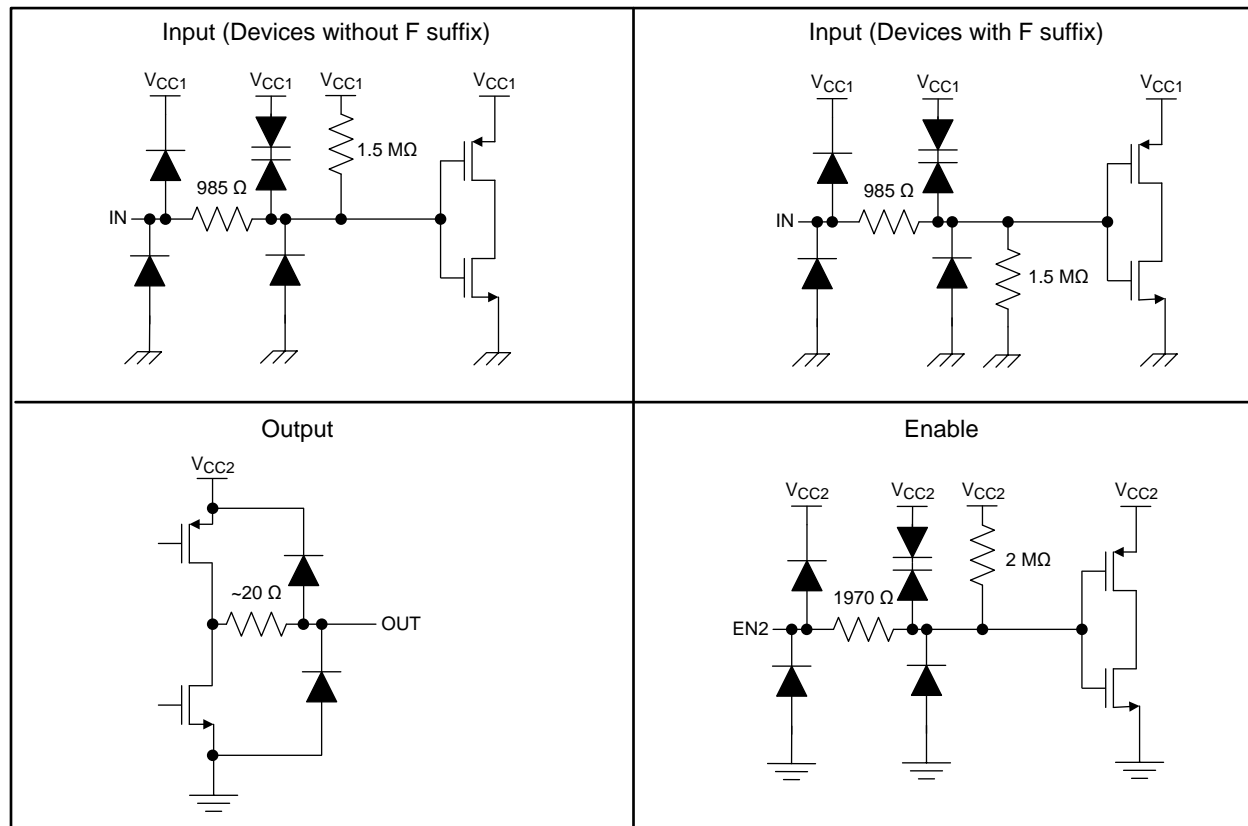 Input (Devices without F suffix)
VCC1 VCC1 VCC1 VCC1
1.5 MΩ
985 Ω
IN
Input (Devices with F suffix)
VCC1 VCC1 VCC1
985 Ω
IN
1.5 MΩ
Output
VCC2
~20 Ω
OUT
Enable
VCC2 VCC2 VCC2 VCC2
2 MΩ
1970 Ω
EN2